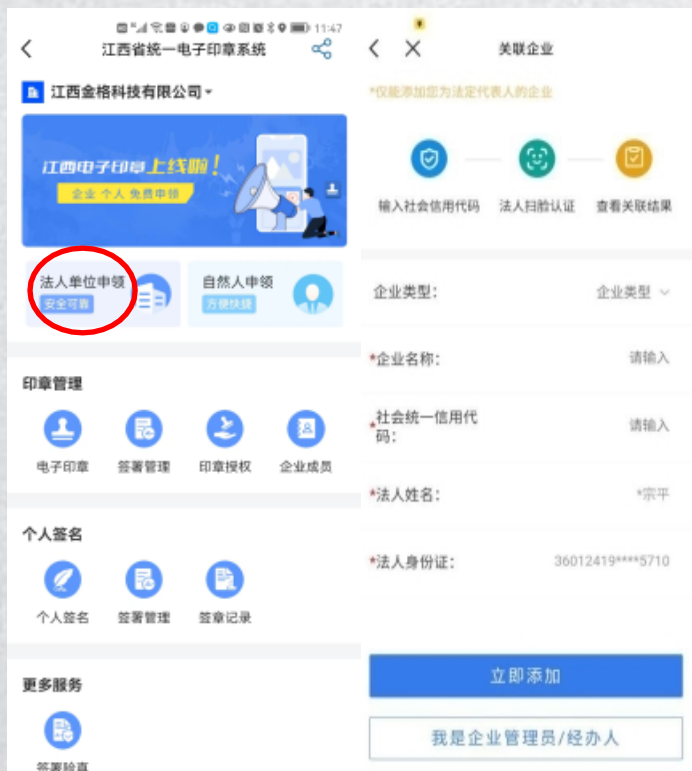 11:47
江西省统一电子印章系统
江西金格科技有限公司
江西电子印章上线啦！
企业 个人 免费申领
法人单位申领
安全可靠
自然人申领
方便快捷
印章管理
电子印章
签署管理
印章授权
企业成员
个人签名
个人签名
签署管理
签章记录
更多服务
签署验真
关联企业
*仅能添加您为法定代表人的企业
输入社会信用代码
法人扫脸认证
查看关联结果
企业类型：
企业类型
*企业名称：
请输入
*社会统一信用代
码：
请输入
*法人姓名：
*宗平
*法人身份证：
36012419****5710
立即添加
我是企业管理员/经办人